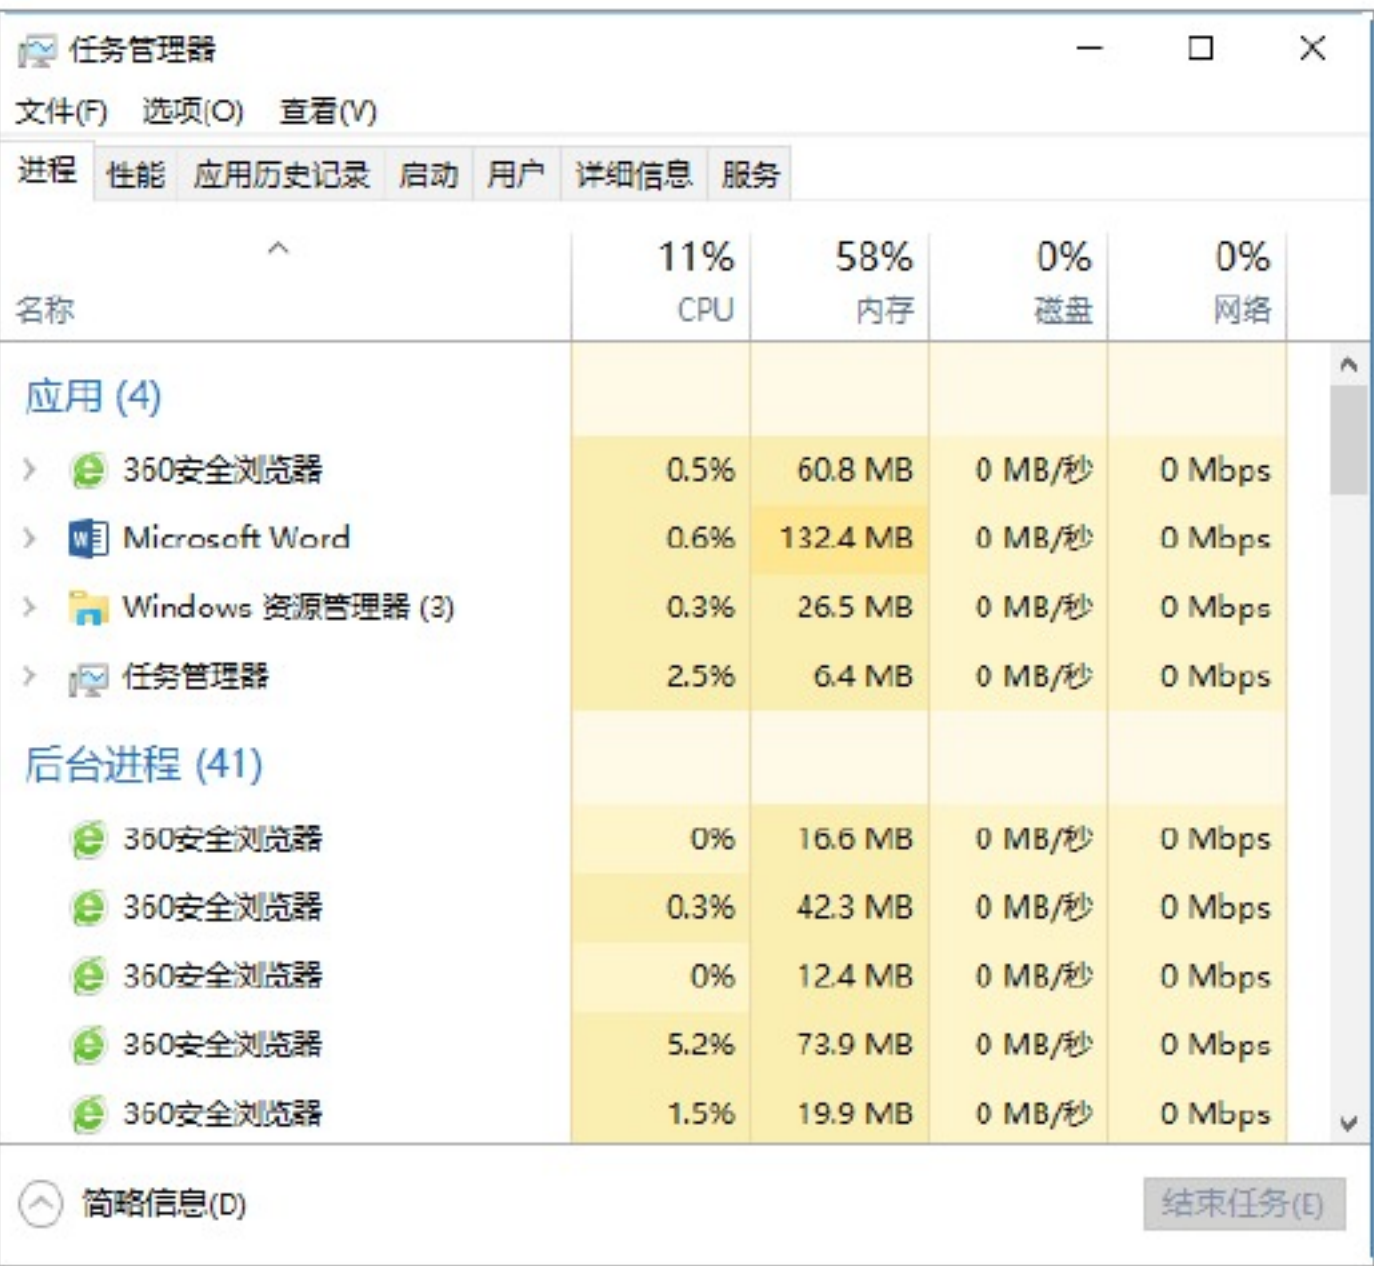 任务管理器
文件(F) 选项(O) 查看(V)
进程 性能 应用历史记录 启动 用户 详细信息 服务
11% 58% 0% 0%
名称 CPU 内存 磁盘 网络
应用 (4)
360安全浏览器 0.5% 60.8 MB 0 MB/秒 0 Mbps
Microsoft Word 0.6% 132.4 MB 0 MB/秒 0 Mbps
Windows 资源管理器 (3) 0.3% 26.5 MB 0 MB/秒 0 Mbps
任务管理器 2.5% 6.4 MB 0 MB/秒 0 Mbps
后台进程 (41)
360安全浏览器 0% 16.6 MB 0 MB/秒 0 Mbps
360安全浏览器 0.3% 42.3 MB 0 MB/秒 0 Mbps
360安全浏览器 0% 12.4 MB 0 MB/秒 0 Mbps
360安全浏览器 5.2% 73.9 MB 0 MB/秒 0 Mbps
360安全浏览器 1.5% 19.9 MB 0 MB/秒 0 Mbps
简略信息(D) 结束任务(E)